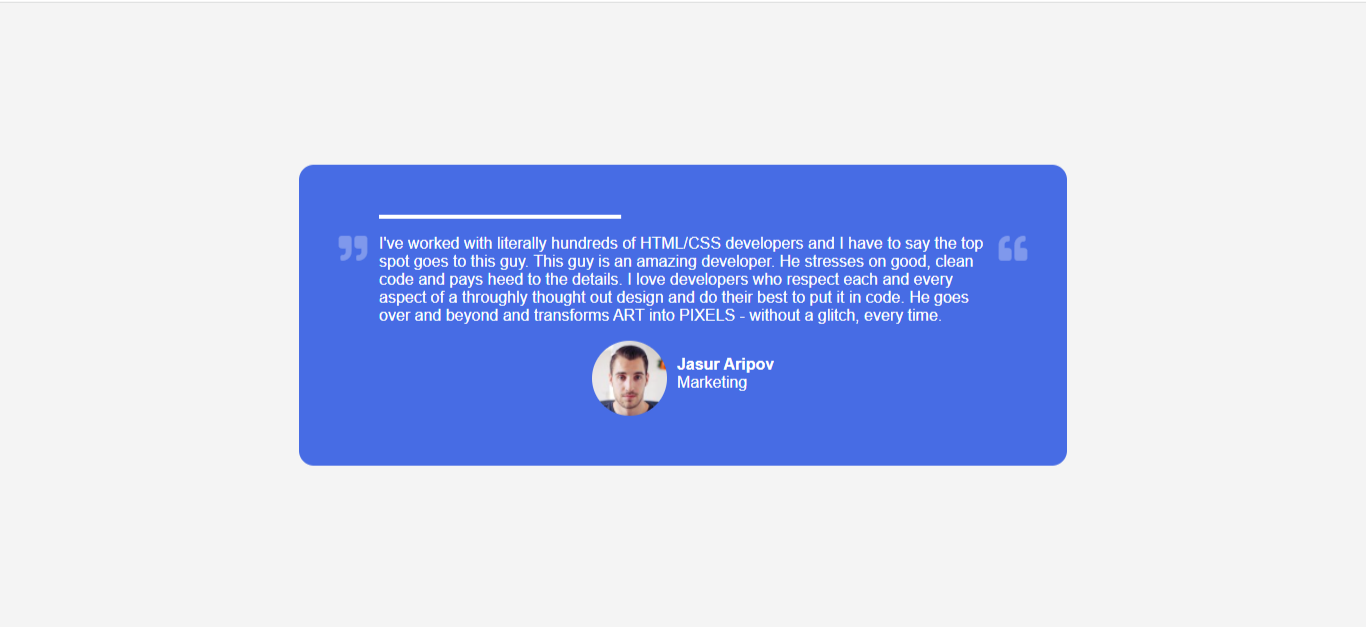 I've worked with literally hundreds of HTML/CSS developers and I have to say the top
spot goes to this guy. This guy is an amazing developer. He stresses on good, clean
code and pays heed to the details. I love developers who respect each and every
aspect of a throughly thought out design and do their best to put it in code. He goes
over and beyond and transforms ART into PIXELS - without a glitch, every time.
Jasur Aripov
Marketing